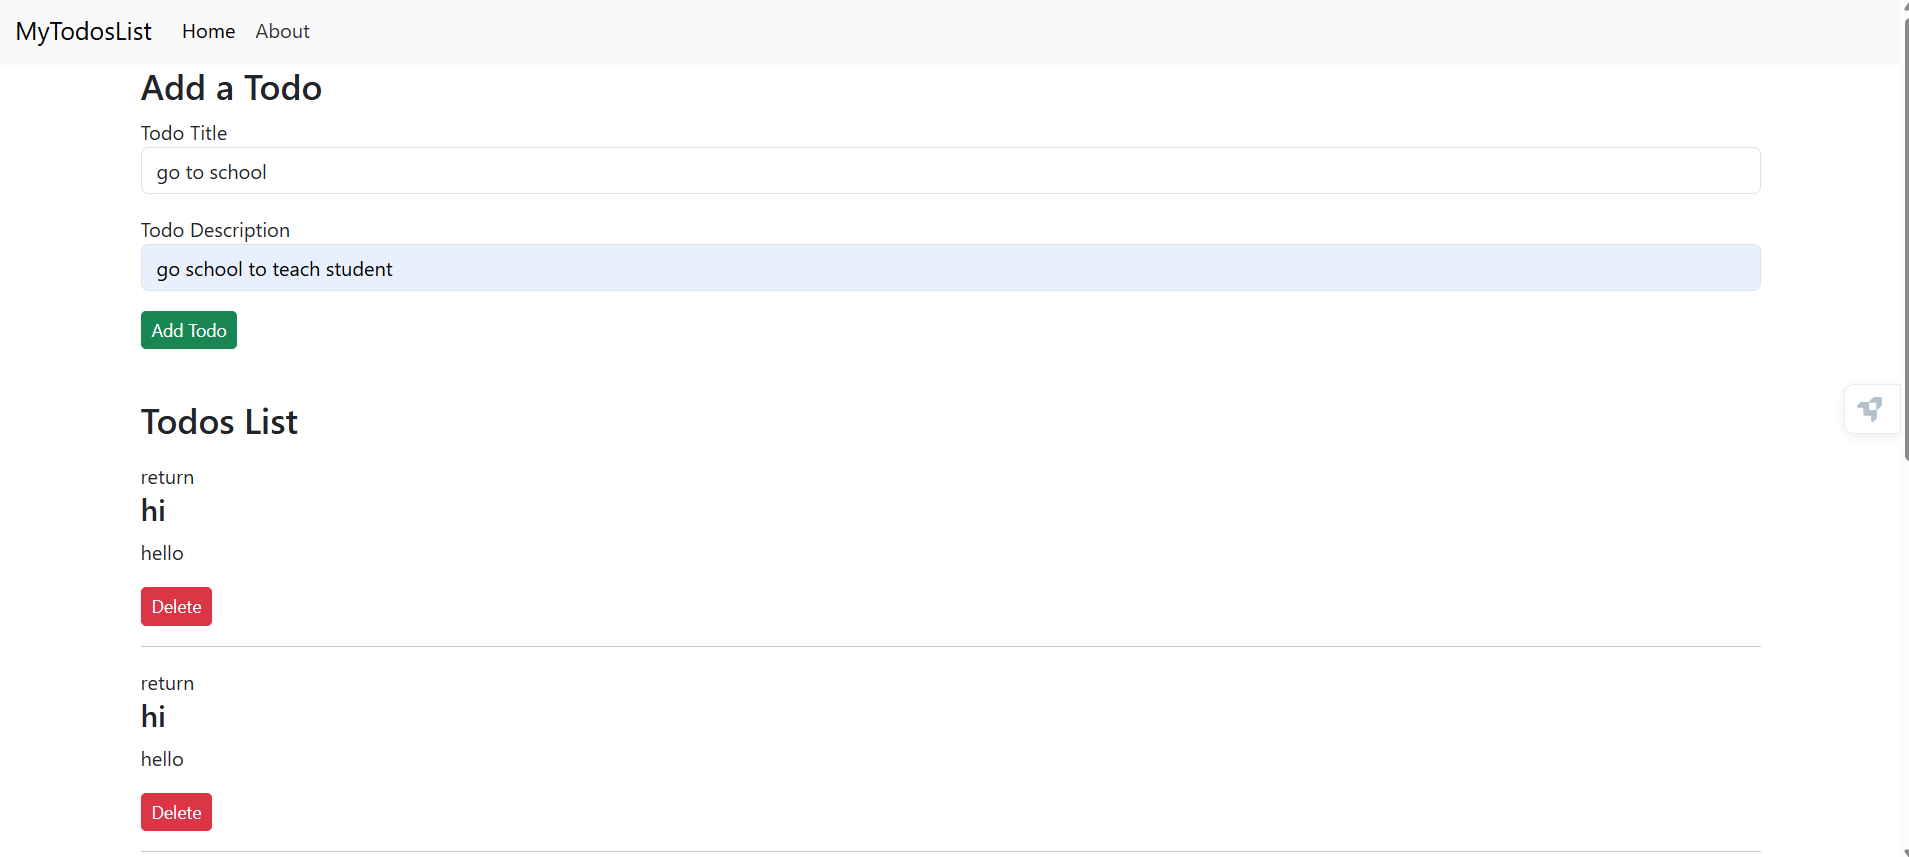 MyTodosList Home About
Add a Todo
Todo Title
go to school
Todo Description
go school to teach student
Add Todo
Todos List
return
hi
hello
Delete
return
hi
hello
Delete